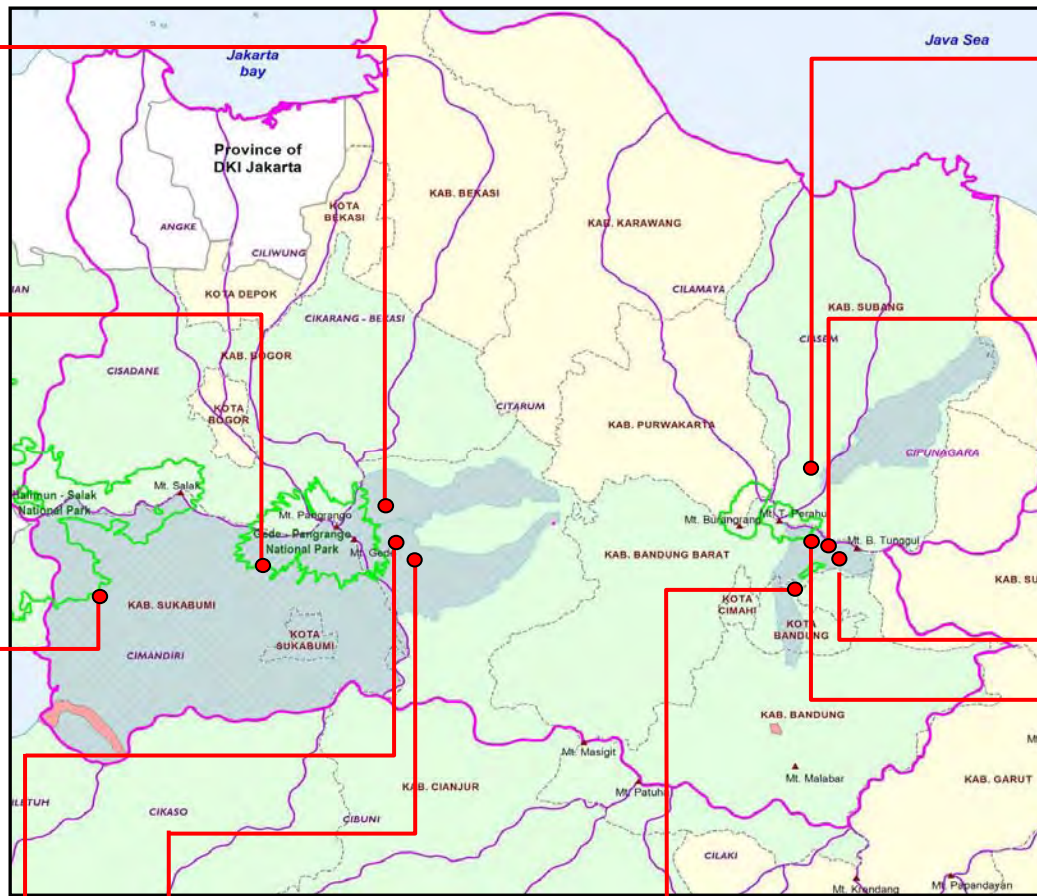 Jakarta
bay
Java Sea
Province of
DKI Jakarta
KAB. BEKASI
KOTA
BEKASI
KAB. KARAWANG
ANGKE
CILIWUNG
KOTA DEPOK
CILAMAYA
KAB. SUBANG
CIKARANG - BEKASI
CIASEM
KAB. BOGOR
CISADANE
KOTA
BOGOR
CITARUM
KAB. PURWAKARTA
CIPUNAGARA
Mt. Salak
Halimun - Salak
National Park
Mt. Pangrango
Gede - Pangrango
National Park
Mt. Gede
Mt. Burangrang
Mt. T. Perahu
Mt. B. Tunggul
KAB. BANDUNG BARAT
KOTA
CIMAHI
KOTA
BANDUNG
KAB. SU
KAB. SUKABUMI
KOTA
SUKABUMI
CIMANDIRI
KAB. BANDUNG
Mt. Masigit
Mt. Malabar
KAB. GARUT
Mt. Patuha
KAB. CIANJUR
CIKASO
CIBUNI
CILAKI
Mt. Krandang
Mt. Papandayan